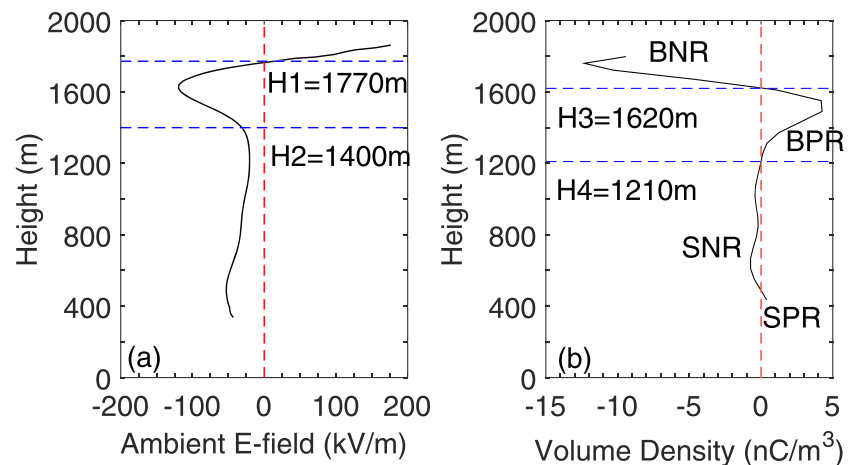 2000
1600
1200
800
400
0
Height (m)
H1=1770m
H2=1400m
(a)
-200 -100 0 100 200
Ambient E-field (kV/m)
2000
1600
1200
800
400
0
Height (m)
BNR
H3=1620m
BPR
H4=1210m
SNR
SPR
(b)
-15 -10 -5 0 5
Volume Density (nC/m³)